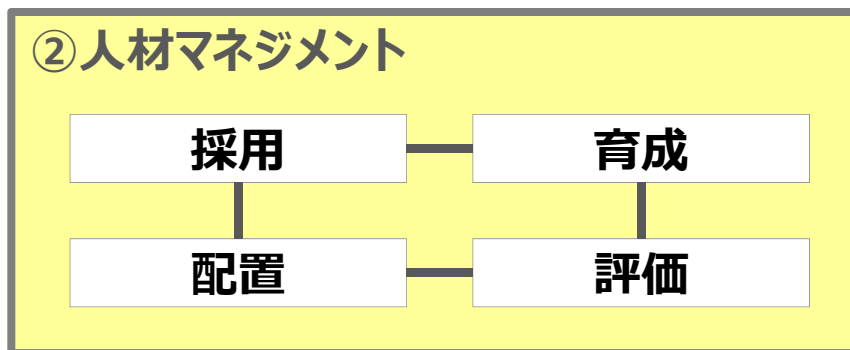 ②人材マネジメント
採用
育成
配置
評価